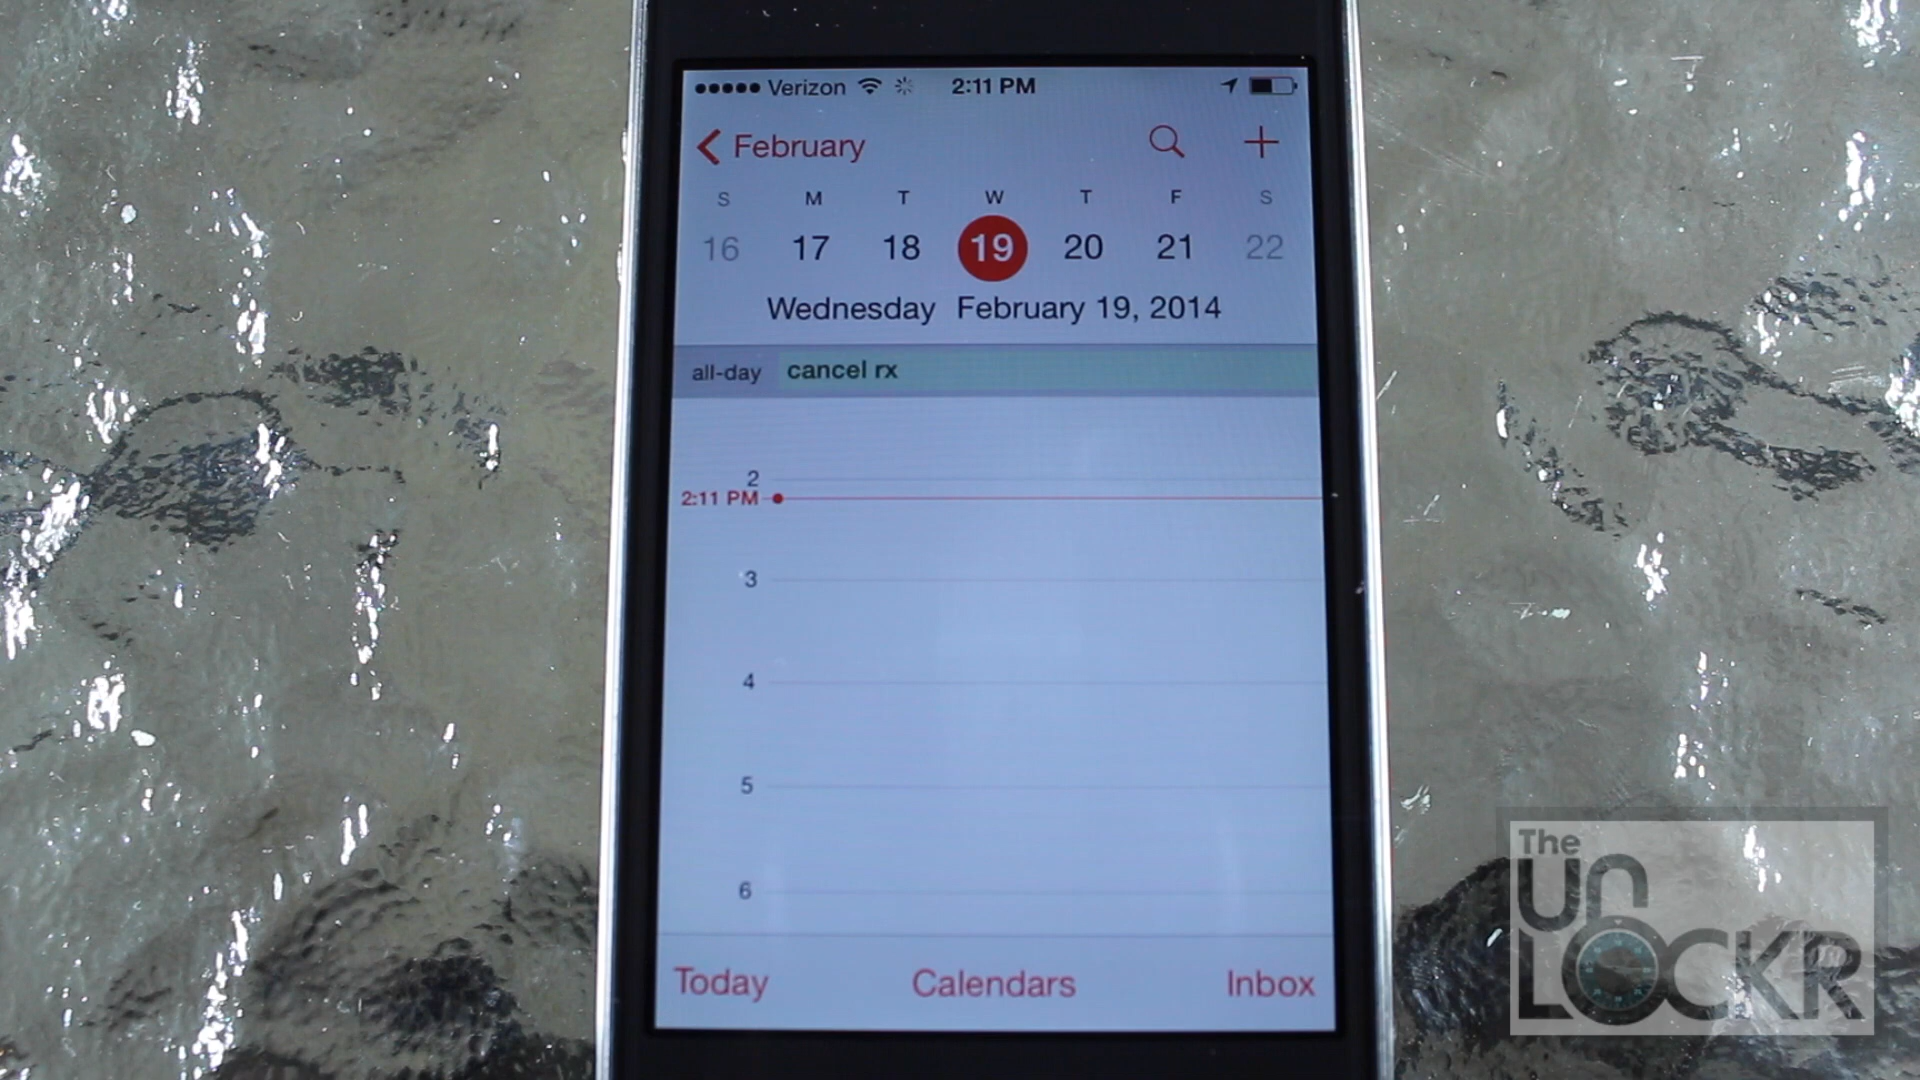 Verizon 2:11 PM
February
S M T W T F S
16 17 18 19 20 21 22
Wednesday February 19, 2014
all-day cancel rx
2
2:11 PM
3
4
5
6
Today Calendars Inbox
The
UN
LOCKR